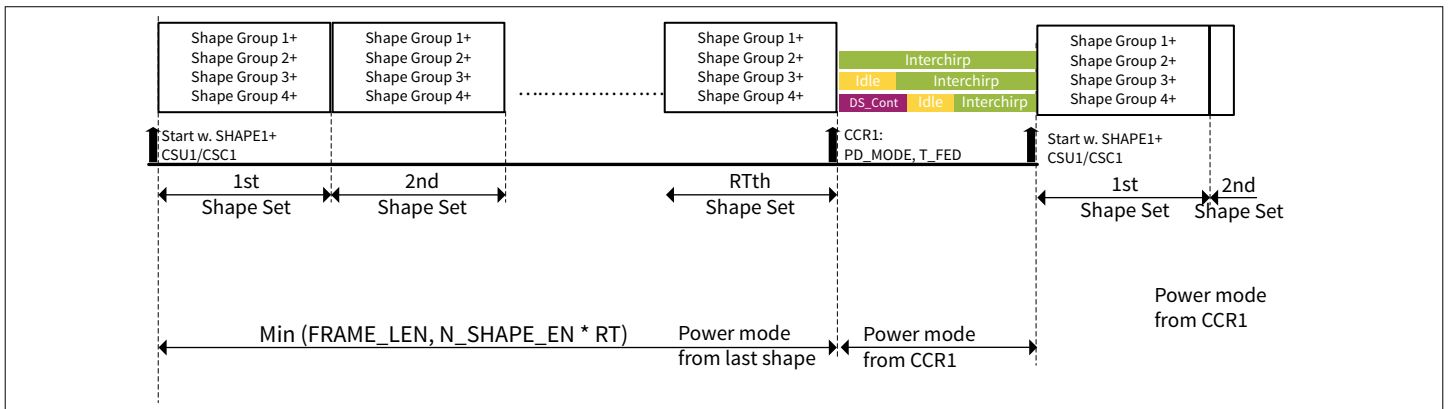 Shape Group 1+
Shape Group 2+
Shape Group 3+
Shape Group 4+
Shape Group 1+
Shape Group 2+
Shape Group 3+
Shape Group 4+
........................
Shape Group 1+
Shape Group 2+
Shape Group 3+
Shape Group 4+
Interchirp
Idle
Interchirp
DS_Cont
Idle
Interchirp
Shape Group 1+
Shape Group 2+
Shape Group 3+
Shape Group 4+
Start w. SHAPE1+
CSU1/CSC1
CCR1:
PD_MODE, T_FED
Start w. SHAPE1+
CSU1/CSC1
1st
Shape Set
2nd
Shape Set
RTth
Shape Set
1st
Shape Set
2nd
Shape Set
Min (FRAME_LEN, N_SHAPE_EN * RT)
Power mode
from last shape
Power mode
from CCR1
Power mode
from CCR1